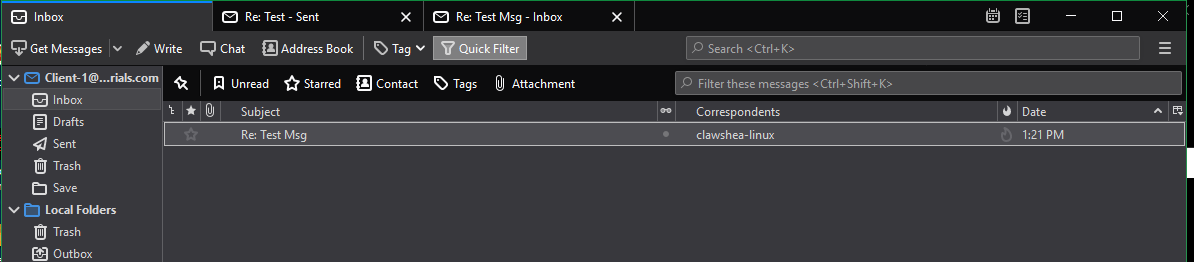 Inbox
Re: Test - Sent
Re: Test Msg - Inbox
Get Messages
Write
Chat
Address Book
Tag
Quick Filter
Search <Ctrl+K>
Client-1@...rials.com
Unread
Starred
Contact
Tags
Attachment
Filter these messages <Ctrl+Shift+K>
Inbox
Subject
Correspondents
Date
Drafts
Re: Test Msg
clawshea-linux
1:21 PM
Sent
Trash
Save
Local Folders
Trash
Outbox